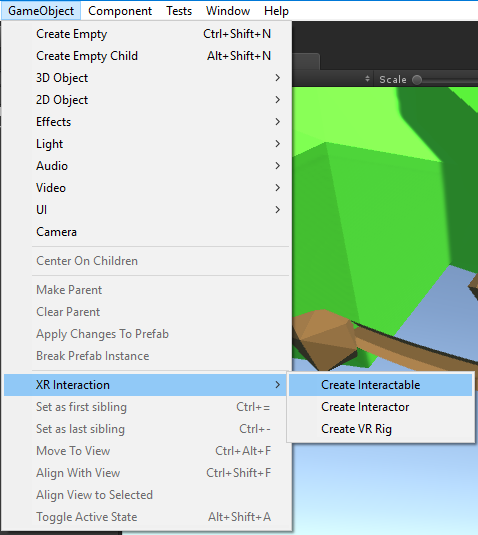 GameObject Component Tests Window Help
Create Empty Ctrl+Shift+N
Create Empty Child Alt+Shift+N
Scale
3D Object
2D Object
Effects
Light
Audio
Video
UI
Camera
Center On Children
Make Parent
Clear Parent
Apply Changes To Prefab
Break Prefab Instance
XR Interaction
Create Interactable
Create Interactor
Create VR Rig
Set as first sibling Ctrl+=
Set as last sibling Ctrl+-
Move To View Ctrl+Alt+F
Align With View Ctrl+Shift+F
Align View to Selected
Toggle Active State Alt+Shift+A